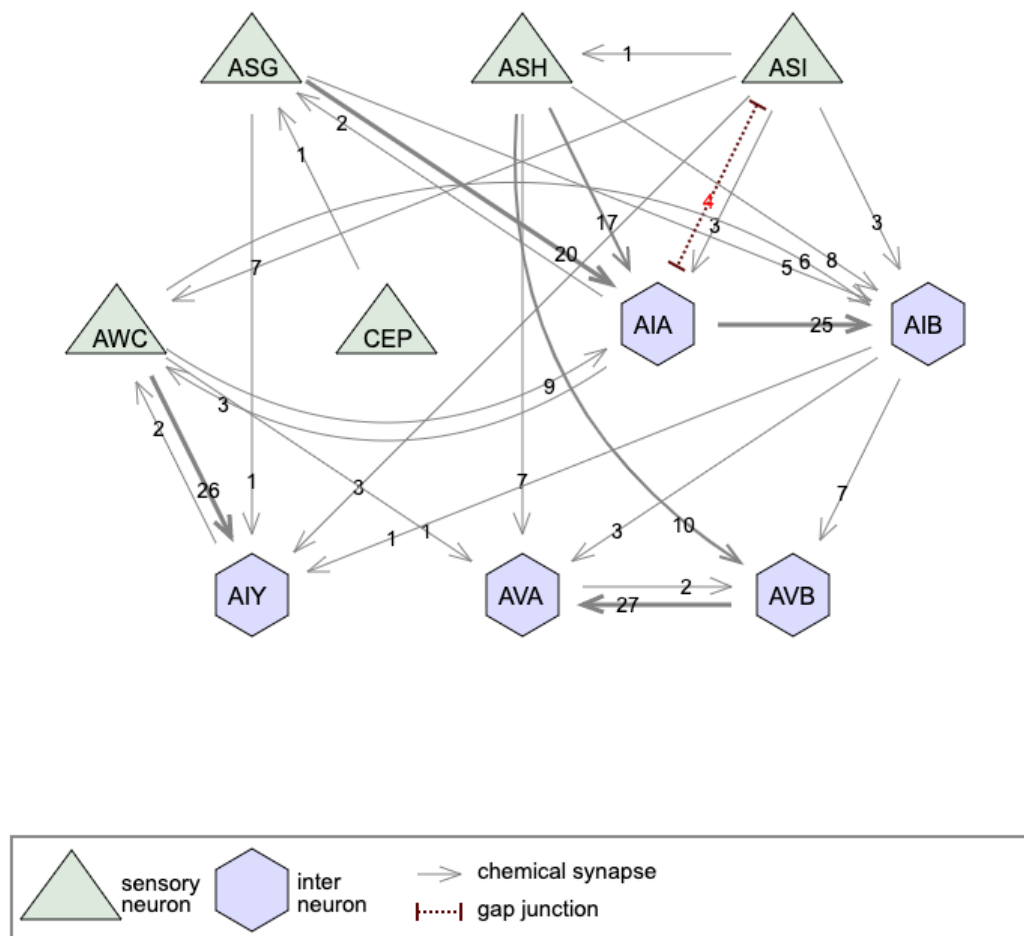 ASG
ASH
ASI
1
2
1
4
17
3
3
20
7
5
6
8
AWC
CEP
AIA
25
AIB
9
3
2
26
1
3
7
7
1
1
10
3
AIY
AVA
2
27
AVB
sensory
neuron
inter
neuron
chemical synapse
gap junction